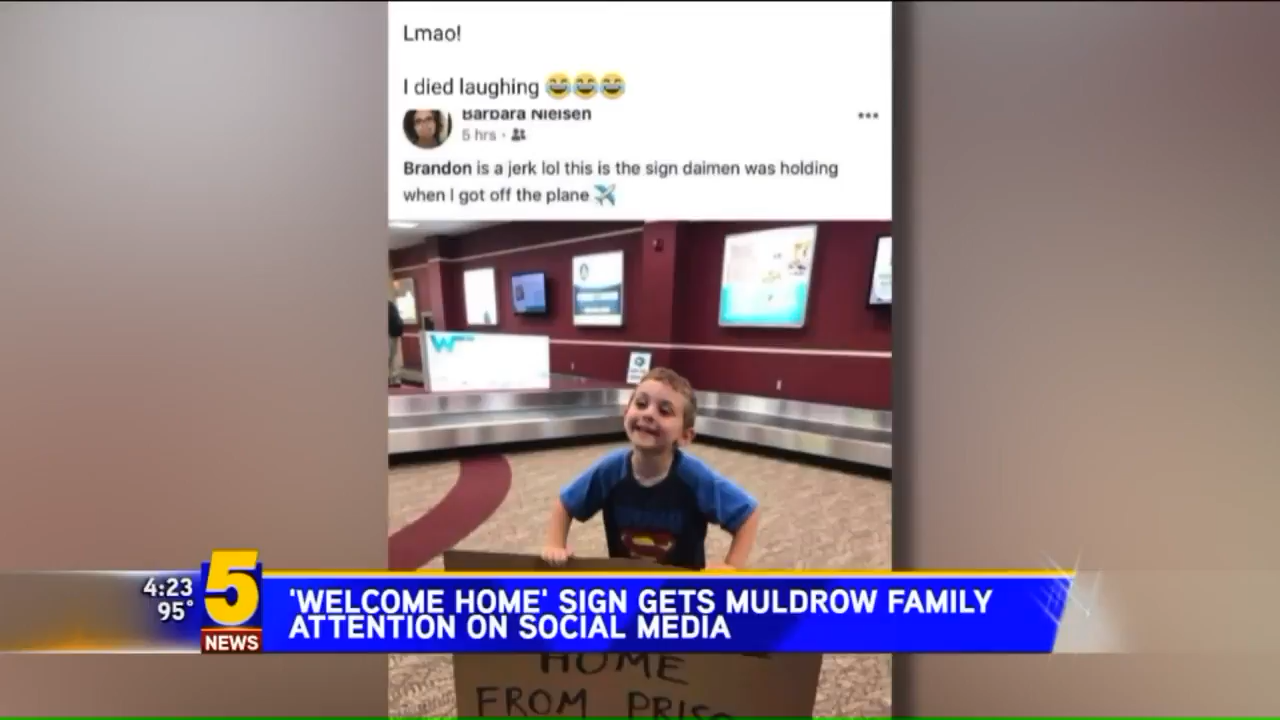 Lmao!
I died laughing 😂😂😂
Barbara Nielsen
5 hrs ·
Brandon is a jerk lol this is the sign daimen was holding
when I got off the plane ✈️
W
4:23
95°
5
NEWS
'WELCOME HOME' SIGN GETS MULDROW FAMILY
ATTENTION ON SOCIAL MEDIA
HOME
FROM